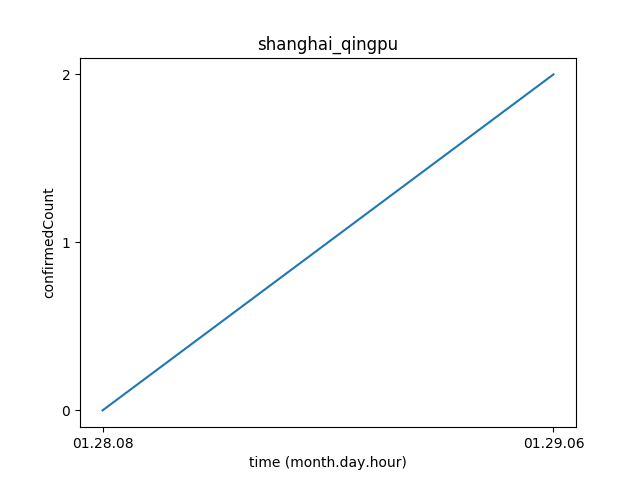 shanghai_qingpu
2
1
0
confirmedCount
01.28.08 01.29.06
time (month.day.hour)